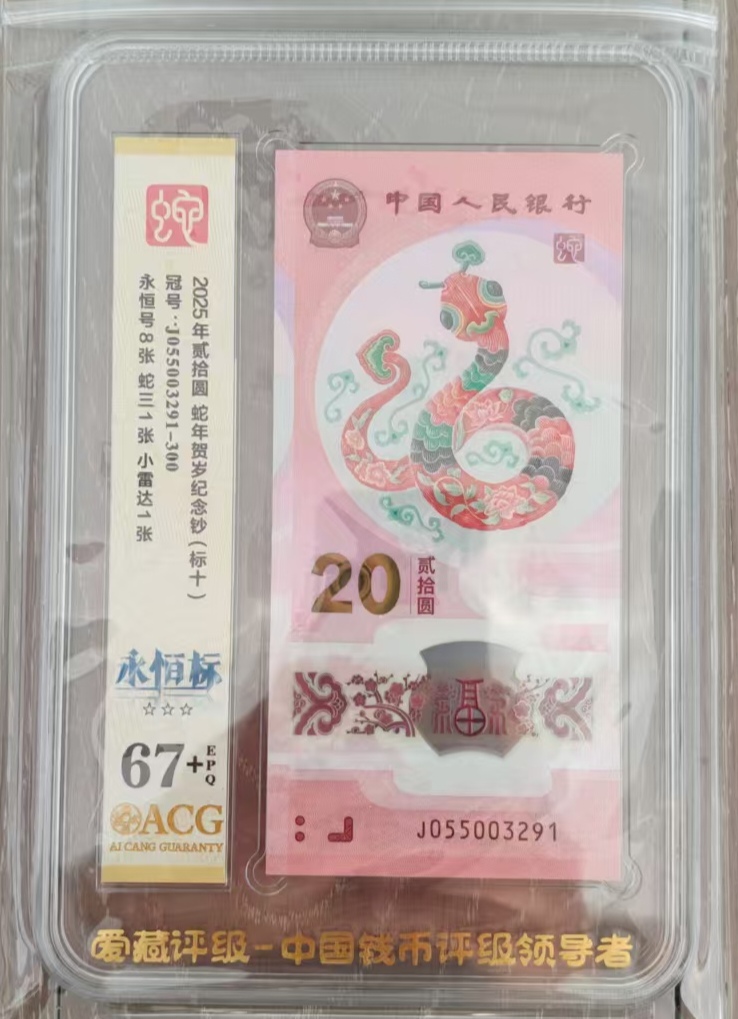 蛇
2025年贰拾圆 蛇年贺岁纪念钞(标十)
冠号:J055003291-300
永恒号8张 蛇三1张 小雷达1张
永恒标
☆☆☆
67+ EPQ
ACG
AI CANG GUARANTY
中国人民银行
蛇
20 贰拾圆
福
J055003291
爱藏评级-中国钱币评级领导者